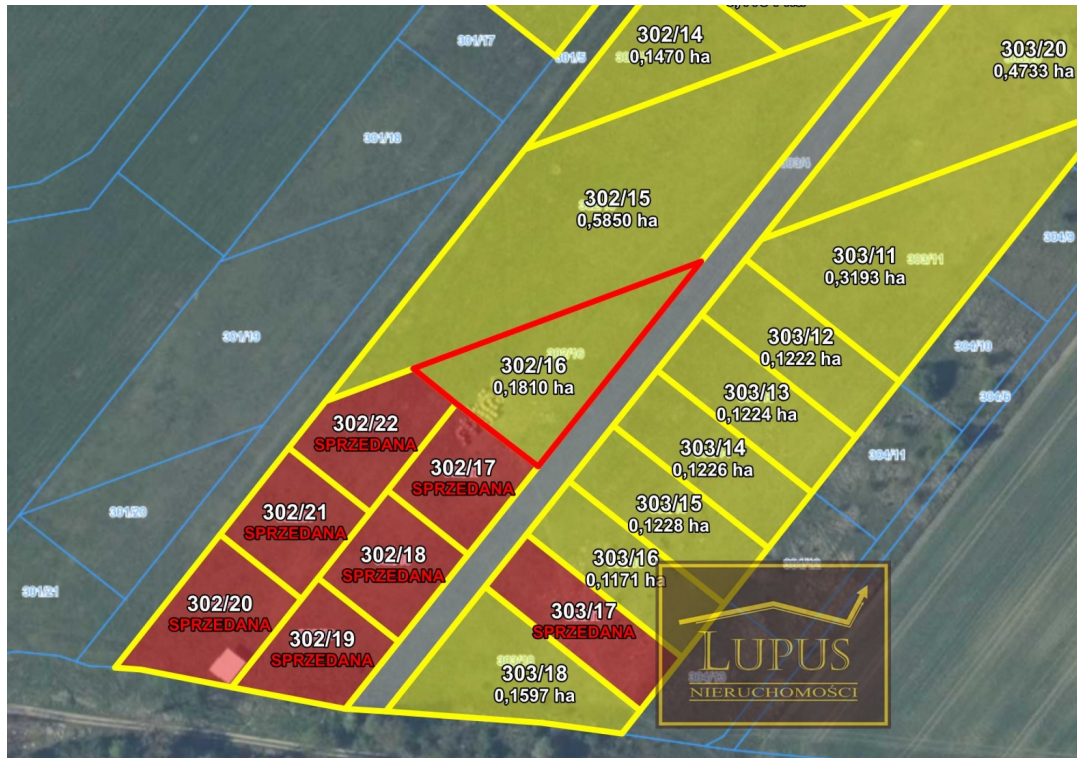 302/14
0,1470 ha
303/20
0,4733 ha
301/17
301/5
301/18
302/15
0,5850 ha
303/4
304/9
303/11
0,3193 ha
303/11
301/19
302/16
0,1810 ha
303/12
0,1222 ha
304/10
303/13
0,1224 ha
304/6
302/22
SPRZEDANA
303/14
0,1226 ha
304/11
302/17
SPRZEDANA
303/15
0,1228 ha
301/20
302/21
SPRZEDANA
302/18
SPRZEDANA
303/16
0,1171 ha
301/21
302/20
SPRZEDANA
303/17
SPRZEDANA
302/19
SPRZEDANA
303/18
0,1597 ha
LUPUS
NIERUCHOMOŚCI